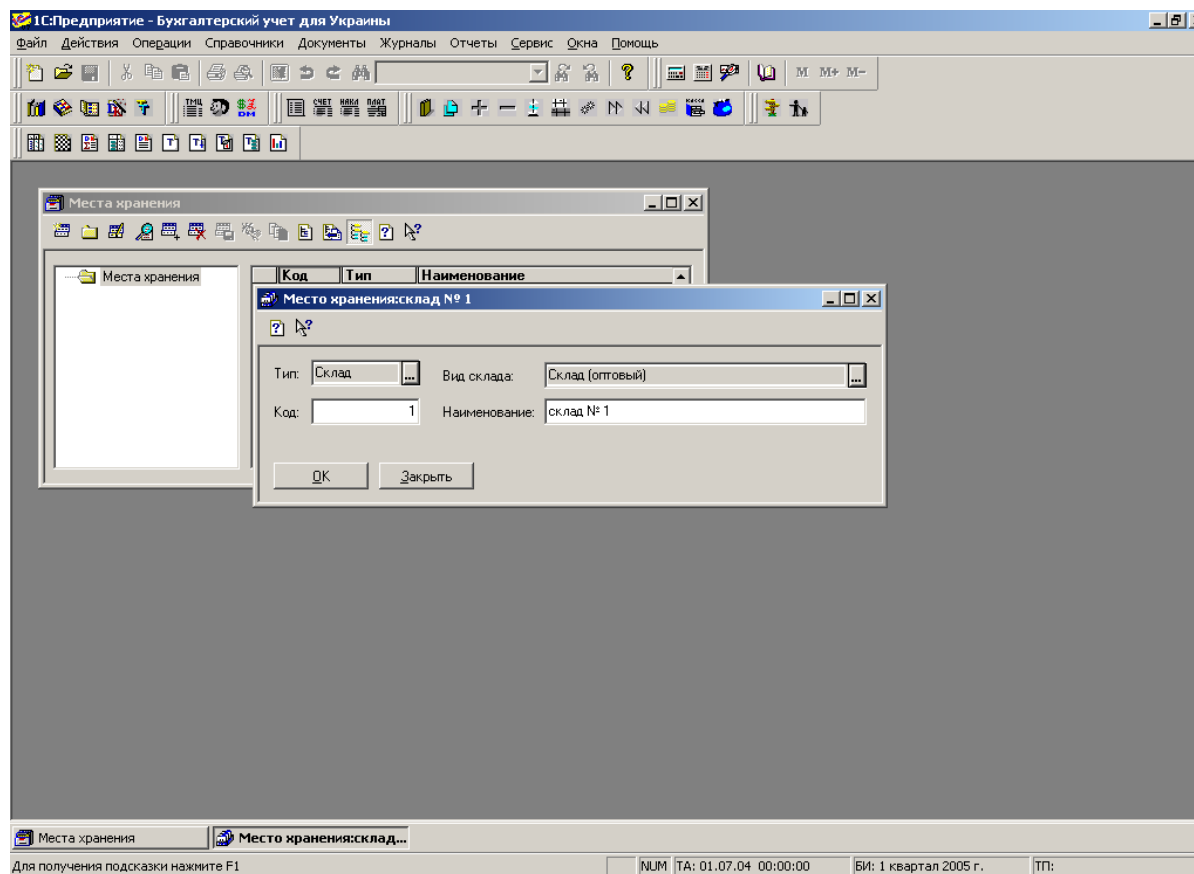 1С:Предприятие - Бухгалтерский учет для Украины
Файл Действия Операции Справочники Документы Журналы Отчеты Сервис Окна Помощь
M M+ M-
Места хранения
Места хранения
Код Тип Наименование
Место хранения:склад № 1
Тип: Склад ... Вид склада: Склад (оптовый) ...
Код: 1 Наименование: склад № 1
OK Закрыть
Места хранения Место хранения:склад...
Для получения подсказки нажмите F1 NUM TA: 01.07.04 00:00:00 БИ: 1 квартал 2005 г. ТП: